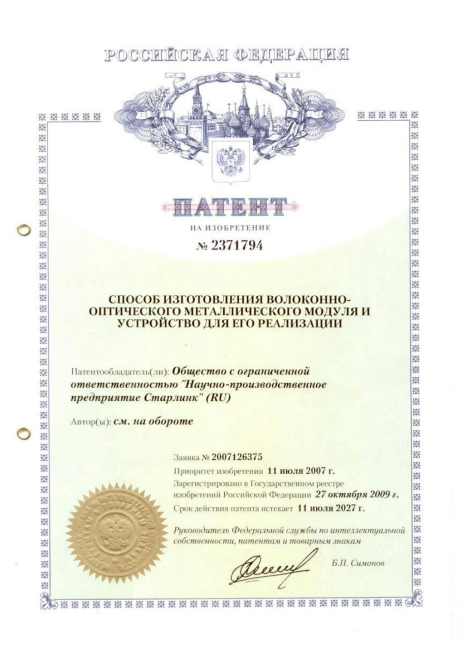 РОССИЙСКАЯ ФЕДЕРАЦИЯ
ПАТЕНТ
НА ИЗОБРЕТЕНИЕ
№ 2371794
СПОСОБ ИЗГОТОВЛЕНИЯ ВОЛОКОННО-
ОПТИЧЕСКОГО МЕТАЛЛИЧЕСКОГО МОДУЛЯ И
УСТРОЙСТВО ДЛЯ ЕГО РЕАЛИЗАЦИИ
Патентообладатель(ли): Общество с ограниченной
ответственностью "Научно-производственное
предприятие Старлинк" (RU)
Автор(ы): см. на обороте
Заявка № 2007126375
Приоритет изобретения 11 июля 2007 г.
Зарегистрировано в Государственном реестре
изобретений Российской Федерации 27 октября 2009 г.
Срок действия патента истекает 11 июля 2027 г.
Руководитель Федеральной службы по интеллектуальной
собственности, патентам и товарным знакам
Б.П. Симонов